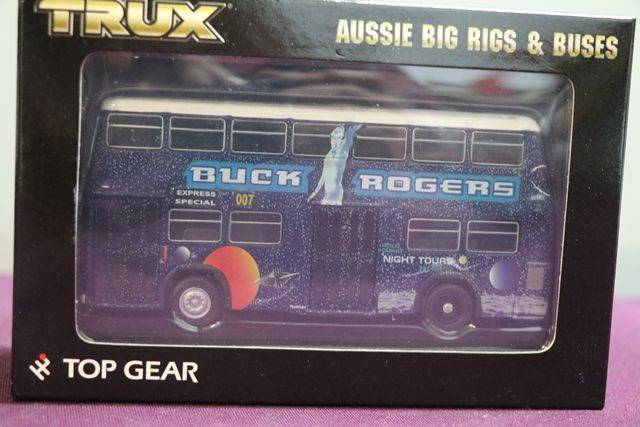 TRUX
AUSSIE BIG RIGS & BUSES
BUCK ROGERS
EXPRESS
SPECIAL
007
NIGHT TOURS
TOP GEAR